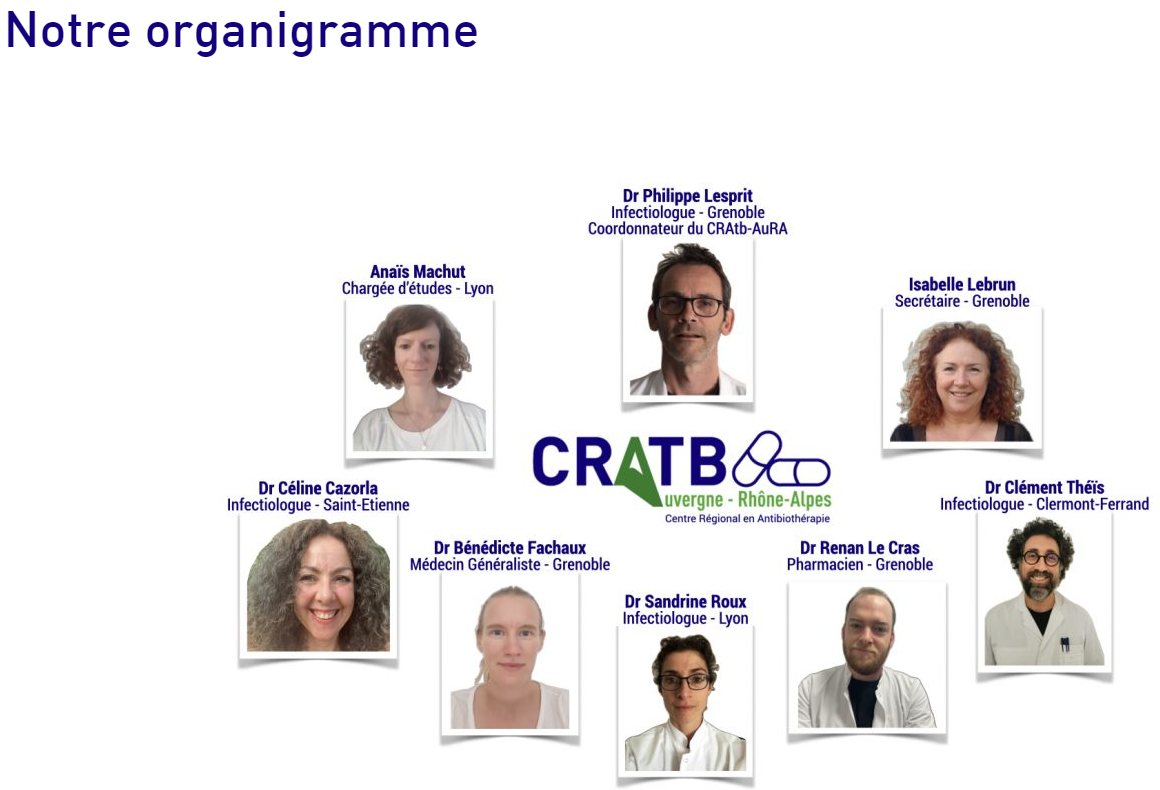 Notre organigramme
Dr Philippe Lesprit
Infectiologue - Grenoble
Coordonnateur du CRAtb-AuRA
Anaïs Machut
Chargée d'études - Lyon
Isabelle Lebrun
Secrétaire - Grenoble
CRATB
Auvergne - Rhône-Alpes
Centre Régional en Antibiothérapie
Dr Céline Cazorla
Infectiologue - Saint-Etienne
Dr Clément Théïs
Infectiologue - Clermont-Ferrand
Dr Bénédicte Fachaux
Médecin Généraliste - Grenoble
Dr Renan Le Cras
Pharmacien - Grenoble
Dr Sandrine Roux
Infectiologue - Lyon